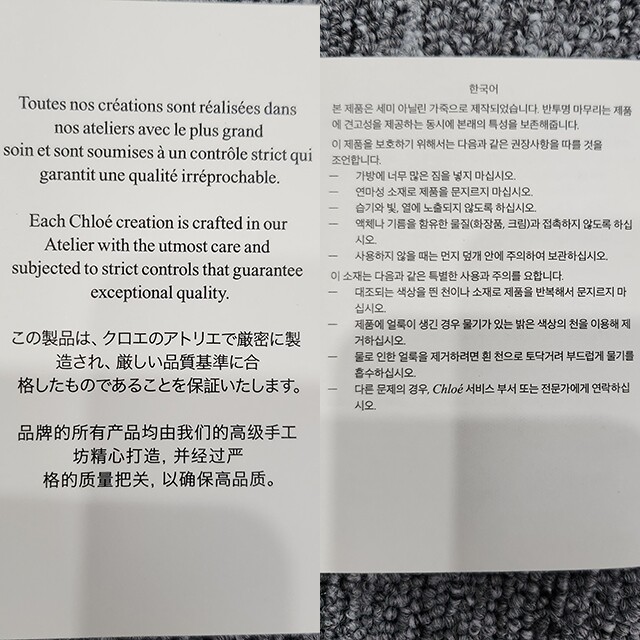 Toutes nos créations sont réalisées dans
nos ateliers avec le plus grand
soin et sont soumises à un contrôle strict qui
garantit une qualité irréprochable.
Each Chloé creation is crafted in our
Atelier with the utmost care and
subjected to strict controls that guarantee
exceptional quality.
この製品は、クロエのアトリエで厳密に製
造され、厳しい品質基準に合
格したものであることを保証いたします。
品牌的所有产品均由我们的高级手工
坊精心打造，并经过严
格的质量把关，以确保高品质。
한국어
본 제품은 세미 아닐린 가죽으로 제작되었습니다. 반투명 마무리는 제품
에 견고성을 제공하는 동시에 본래의 특성을 보존해줍니다.
이 제품을 보호하기 위해서는 다음과 같은 권장사항을 따를 것을
조언합니다.
— 가방에 너무 많은 짐을 넣지 마십시오.
— 연마성 소재로 제품을 문지르지 마십시오.
— 습기와 빛, 열에 노출되지 않도록 하십시오.
— 액체나 기름을 함유한 물질(화장품, 크림)과 접촉하지 않도록 하십
시오.
— 사용하지 않을 때는 먼지 덮개 안에 주의하여 보관하십시오.
이 소재는 다음과 같은 특별한 사용과 주의를 요합니다.
— 대조되는 색상을 띈 천이나 소재로 제품을 반복해서 문지르지 마
십시오.
— 제품에 얼룩이 생긴 경우 물기가 있는 밝은 색상의 천을 이용해 제
거하십시오.
— 물로 인한 얼룩을 제거하려면 흰 천으로 토닥거려 부드럽게 물기를
흡수하십시오.
— 다른 문제의 경우, Chloé 서비스 부서 또는 전문가에게 연락하십
시오.